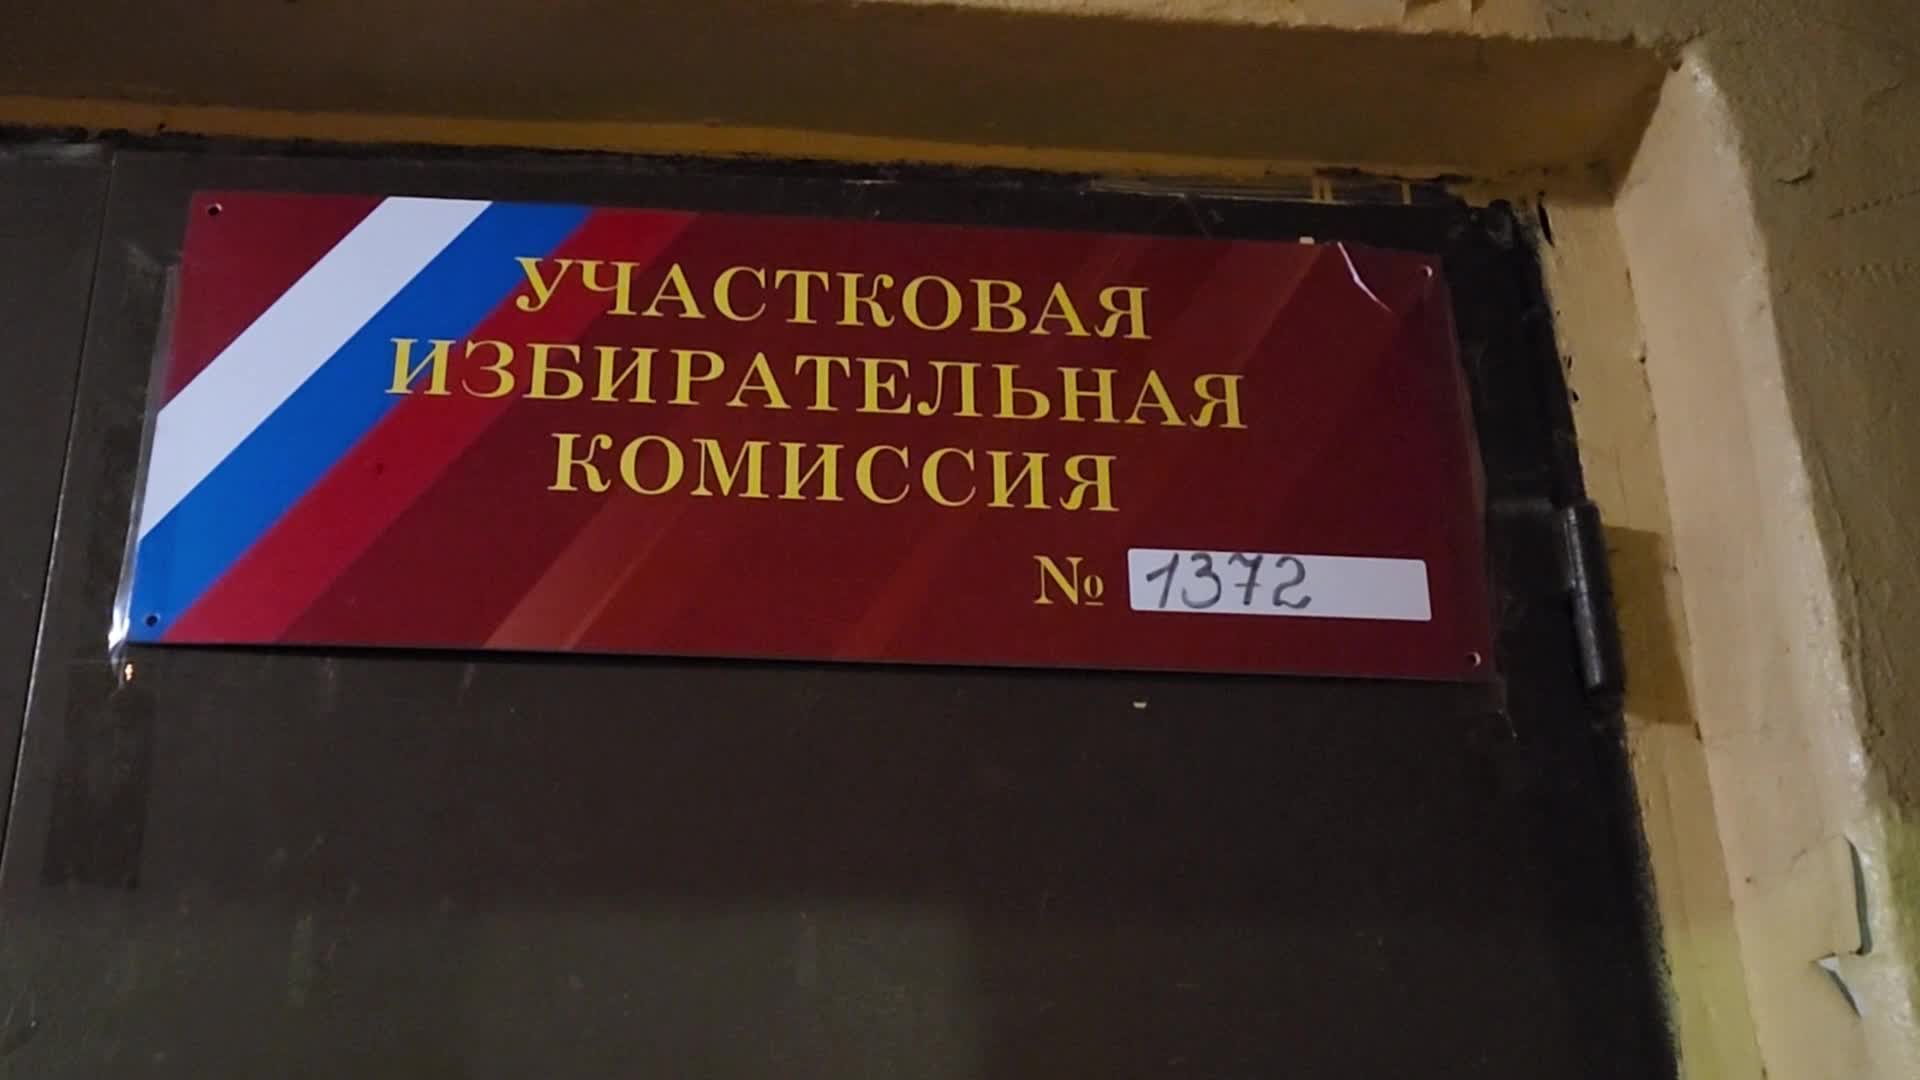 УЧАСТКОВАЯ
ИЗБИРАТЕЛЬНАЯ
КОМИССИЯ
№ 1372